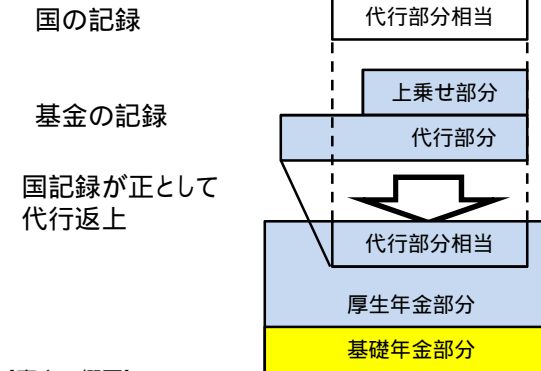 国の記録
代行部分相当
上乗せ部分
基金の記録
代行部分
国記録が正として
代行返上
代行部分相当
厚生年金部分
基礎年金部分